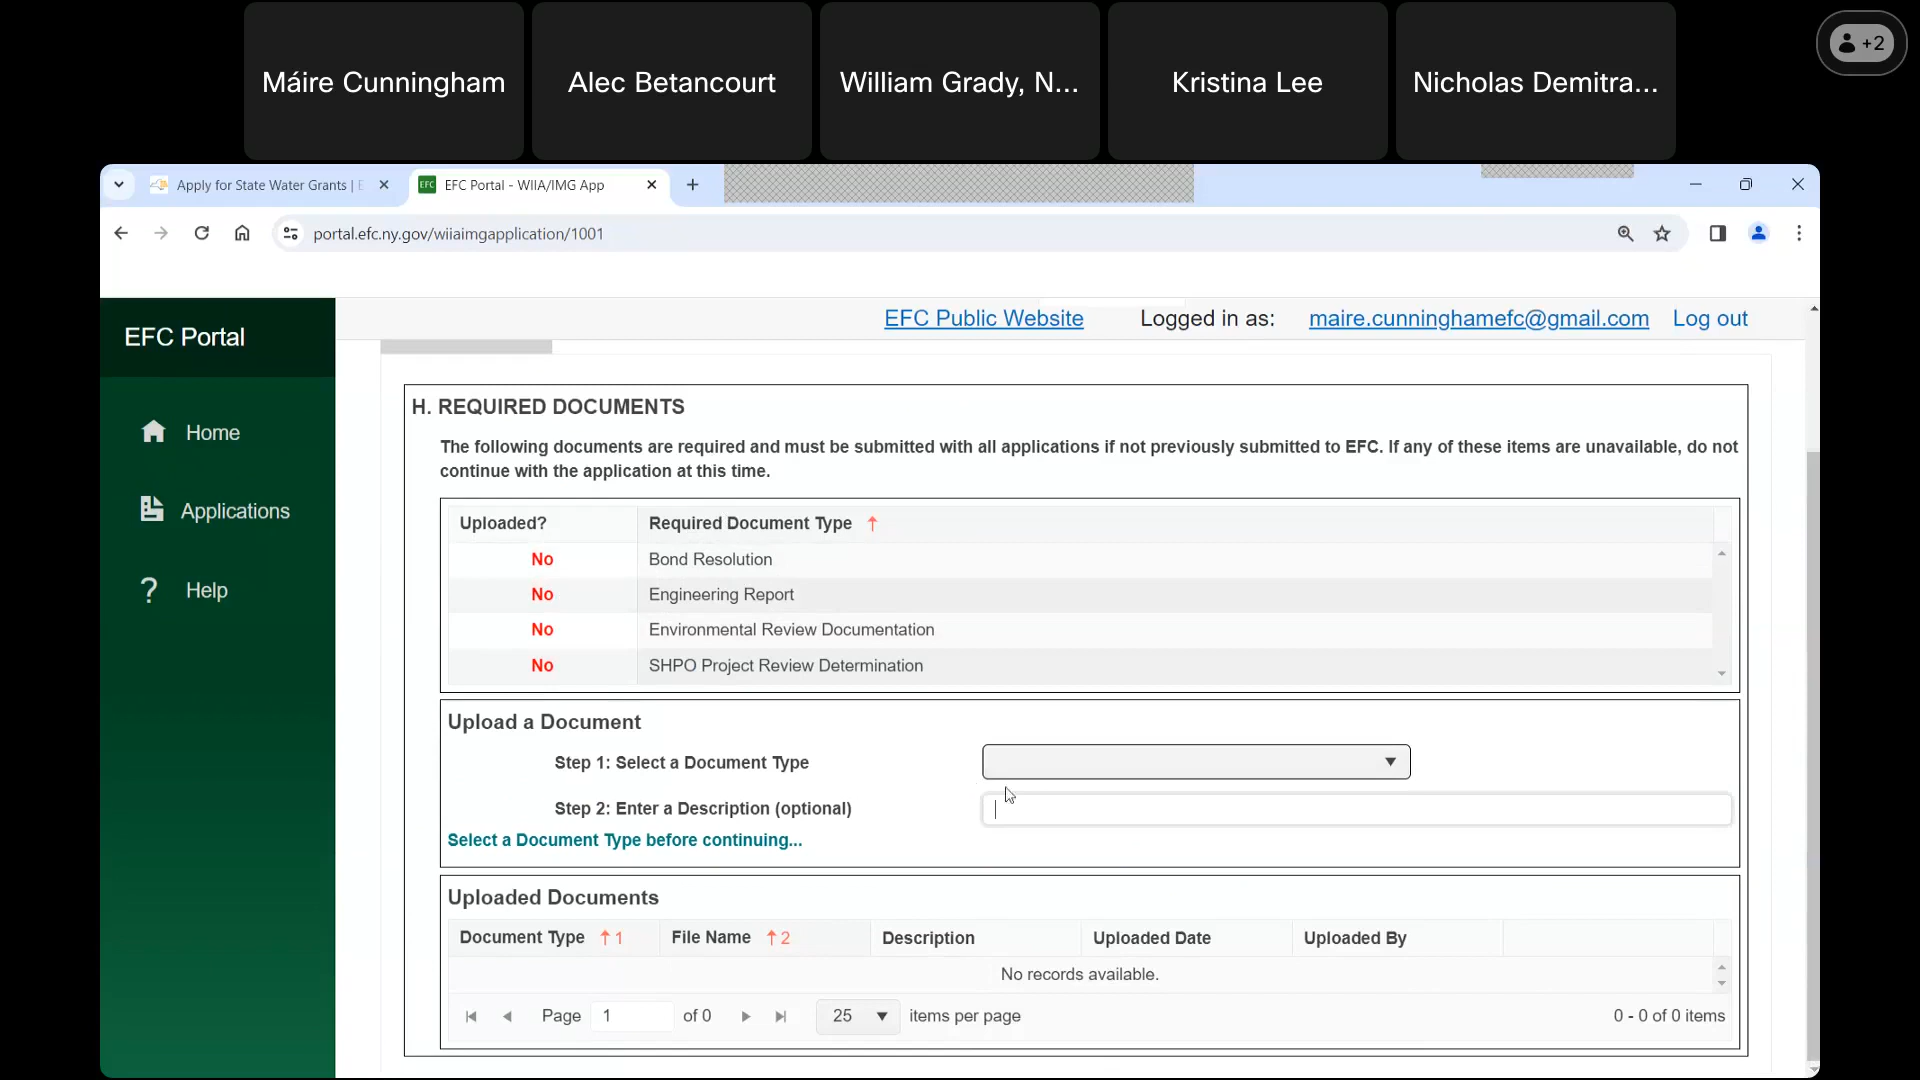 Máire Cunningham
Alec Betancourt
William Grady, N...
Kristina Lee
Nicholas Demitra...
+2
Apply for State Water Grants | E
EFC EFC Portal - WIIA/IMG App
portal.efc.ny.gov/wiiaimgapplication/1001
EFC Portal
EFC Public Website
Logged in as:
maire.cunninghamefc@gmail.com
Log out
Home
Applications
? Help
H. REQUIRED DOCUMENTS
The following documents are required and must be submitted with all applications if not previously submitted to EFC. If any of these items are unavailable, do not
continue with the application at this time.
Uploaded? Required Document Type ↑
No Bond Resolution
No Engineering Report
No Environmental Review Documentation
No SHPO Project Review Determination
Upload a Document
Step 1: Select a Document Type
Step 2: Enter a Description (optional)
Select a Document Type before continuing...
Uploaded Documents
Document Type ↑1 File Name ↑2 Description Uploaded Date Uploaded By
No records available.
Page 1 of 0 25 items per page 0 - 0 of 0 items